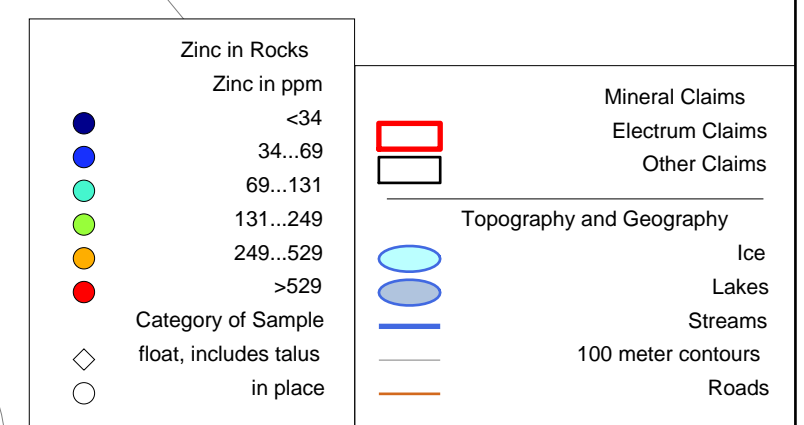 Zinc in Rocks
Zinc in ppm
<34
34...69
69...131
131...249
249...529
>529
Category of Sample
float, includes talus
in place
Mineral Claims
Electrum Claims
Other Claims
Topography and Geography
Ice
Lakes
Streams
100 meter contours
Roads